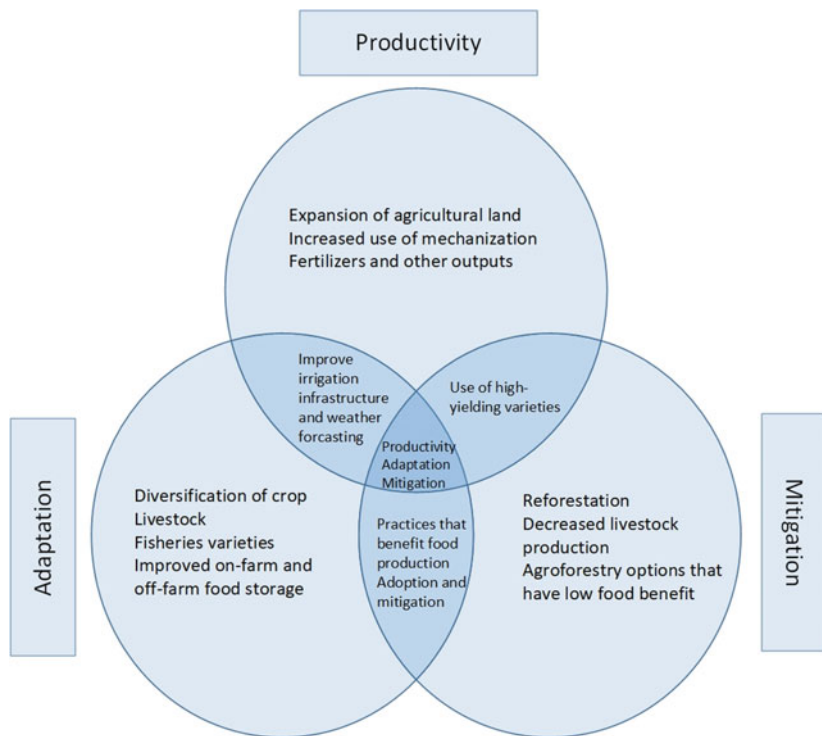 Productivity
Expansion of agricultural land
Increased use of mechanization
Fertilizers and other outputs
Improve
irrigation
infrastructure
and weather
forcasting
Use of high-
yielding varieties
Productivity
Adaptation
Mitigation
Adaptation
Diversification of crop
Livestock
Fisheries varieties
Improved on-farm and
off-farm food storage
Practices that
benefit food
production
Adoption and
mitigation
Reforestation
Decreased livestock
production
Agroforestry options that
have low food benefit
Mitigation